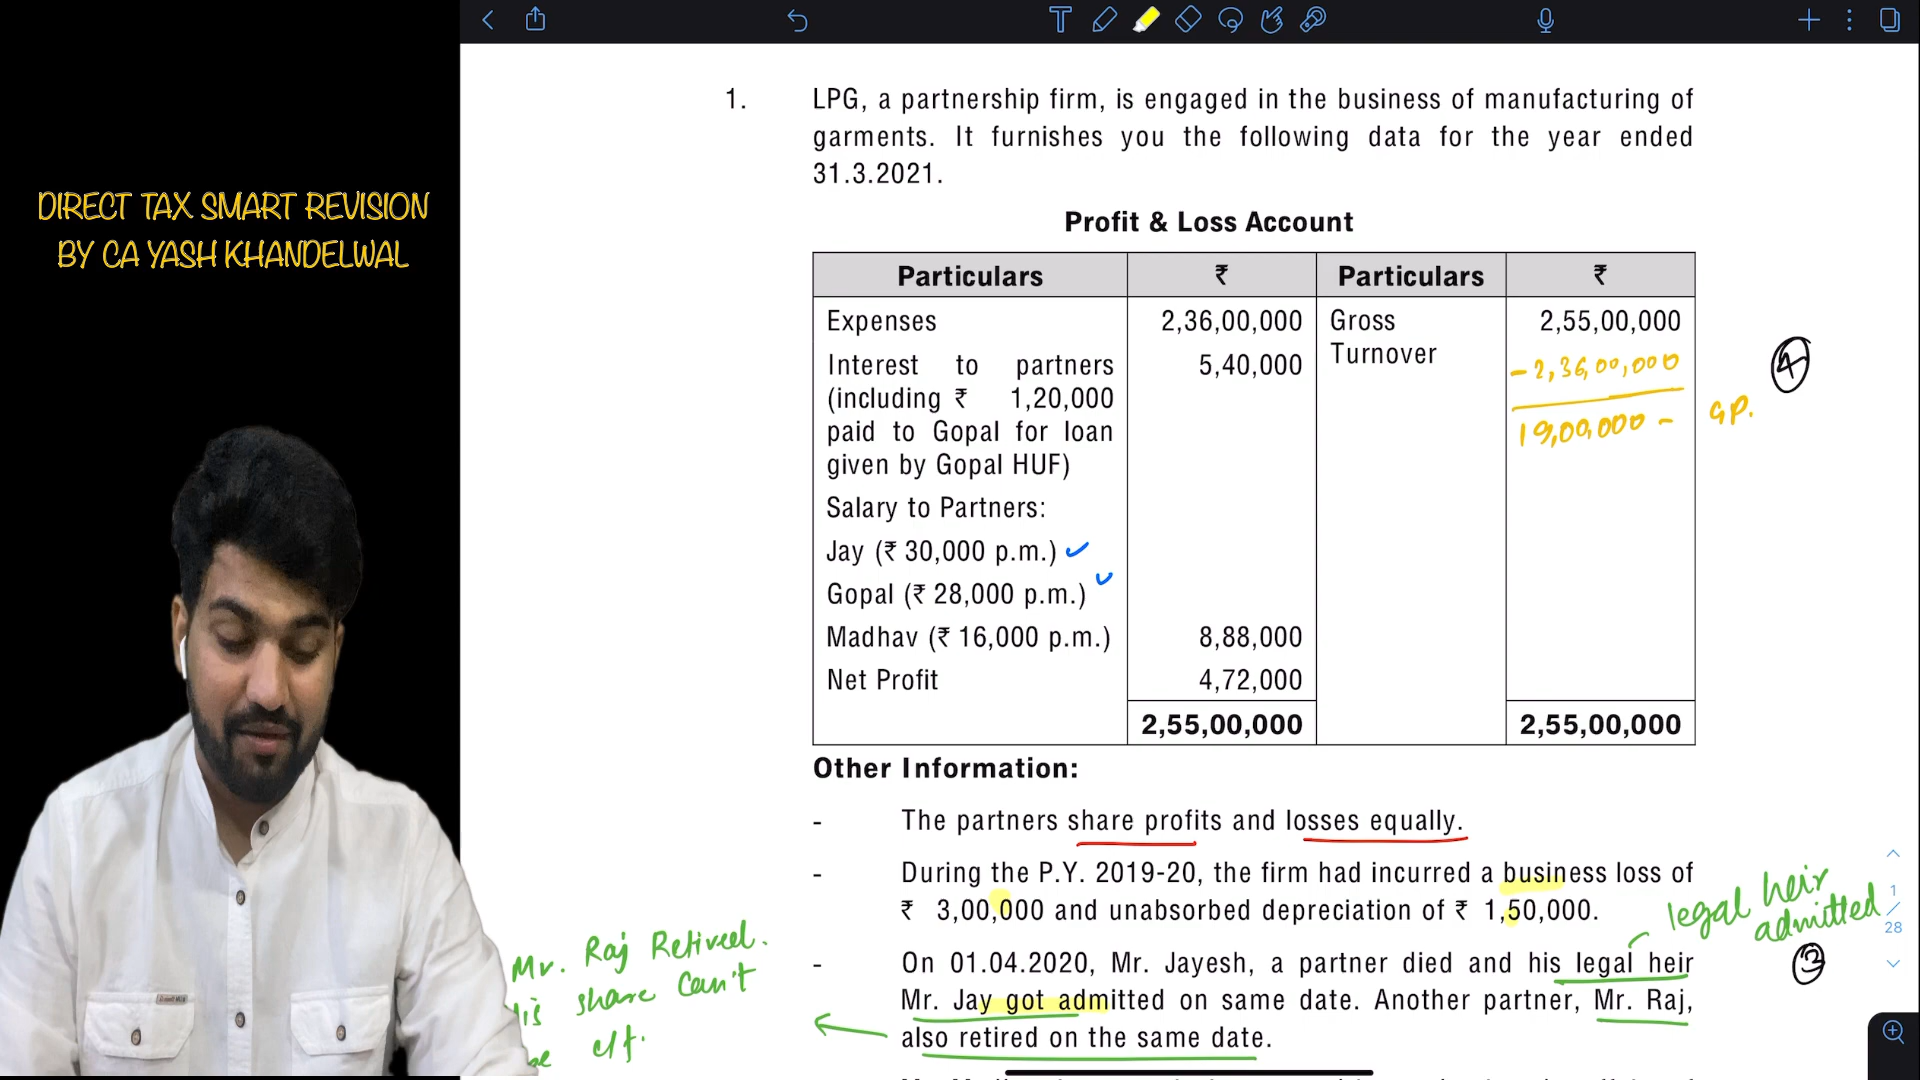 DIRECT TAX SMART REVISION
BY CA YASH KHANDELWAL
1. LPG, a partnership firm, is engaged in the business of manufacturing of
garments. It furnishes you the following data for the year ended
31.3.2021.
Profit & Loss Account
Particulars ₹ Particulars ₹
Expenses 2,36,00,000 Gross 2,55,00,000
Turnover
Interest to partners 5,40,000
(including ₹ 1,20,000
paid to Gopal for loan
given by Gopal HUF)
-2,36,00,000
19,00,000 - GP.
4
Salary to Partners:
Jay (₹ 30,000 p.m.)
Gopal (₹ 28,000 p.m.)
Madhav (₹ 16,000 p.m.) 8,88,000
Net Profit 4,72,000
2,55,00,000 2,55,00,000
Other Information:
- The partners share profits and losses equally.
- During the P.Y. 2019-20, the firm had incurred a business loss of
₹ 3,00,000 and unabsorbed depreciation of ₹ 1,50,000.
- On 01.04.2020, Mr. Jayesh, a partner died and his legal heir
Mr. Jay got admitted on same date. Another partner, Mr. Raj,
also retired on the same date.
legal heir
admitted
3
Mr. Raj Retired.
share can't
c/f.
1
28